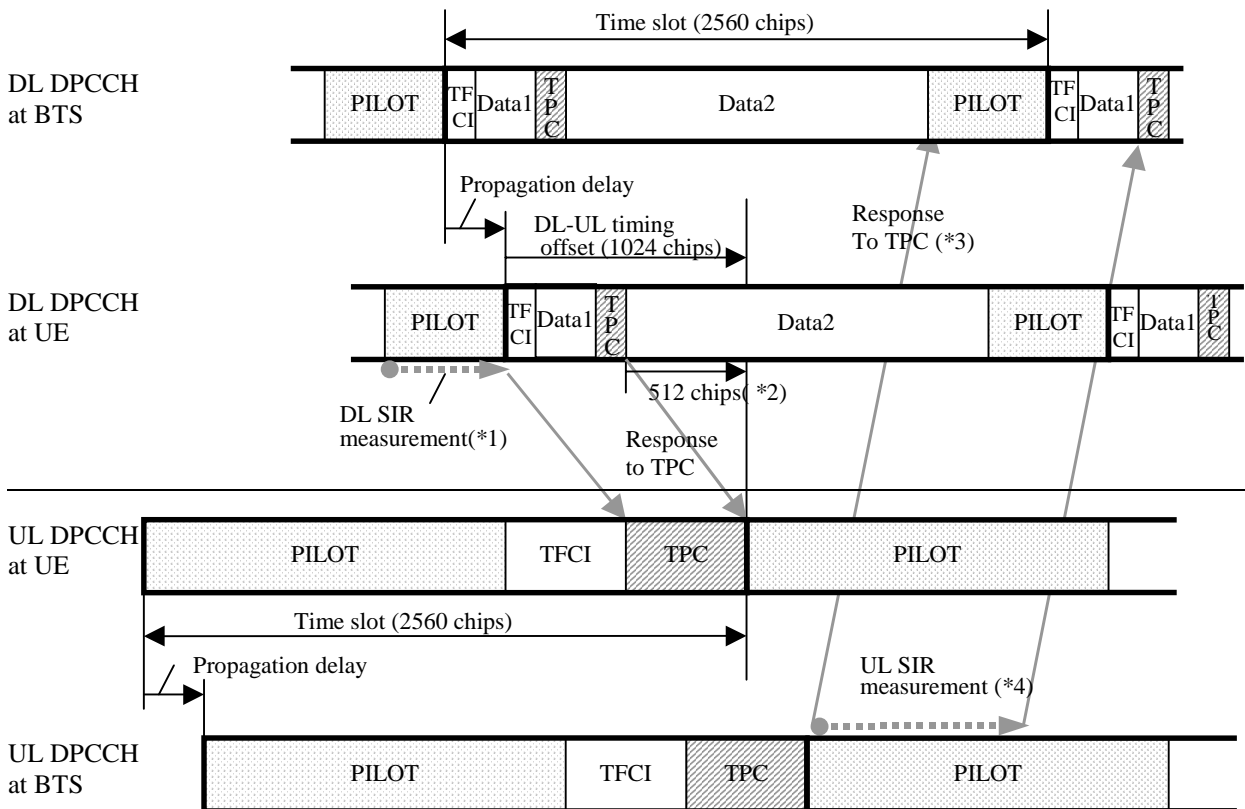 Time slot (2560 chips)
DL DPCCH
at BTS
PILOT
TF
CI
Data1
T
P
C
Data2
PILOT
TF
CI
Data1
T
P
C
Propagation delay
DL-UL timing
offset (1024 chips)
Response
To TPC (*3)
DL DPCCH
at UE
PILOT
TF
CI
Data1
T
P
C
Data2
PILOT
TF
CI
Data1
T
P
C
512 chips( *2)
DL SIR
measurement(*1)
Response
to TPC
UL DPCCH
at UE
PILOT
TFCI
TPC
PILOT
Time slot (2560 chips)
Propagation delay
UL SIR
measurement (*4)
UL DPCCH
at BTS
PILOT
TFCI
TPC
PILOT